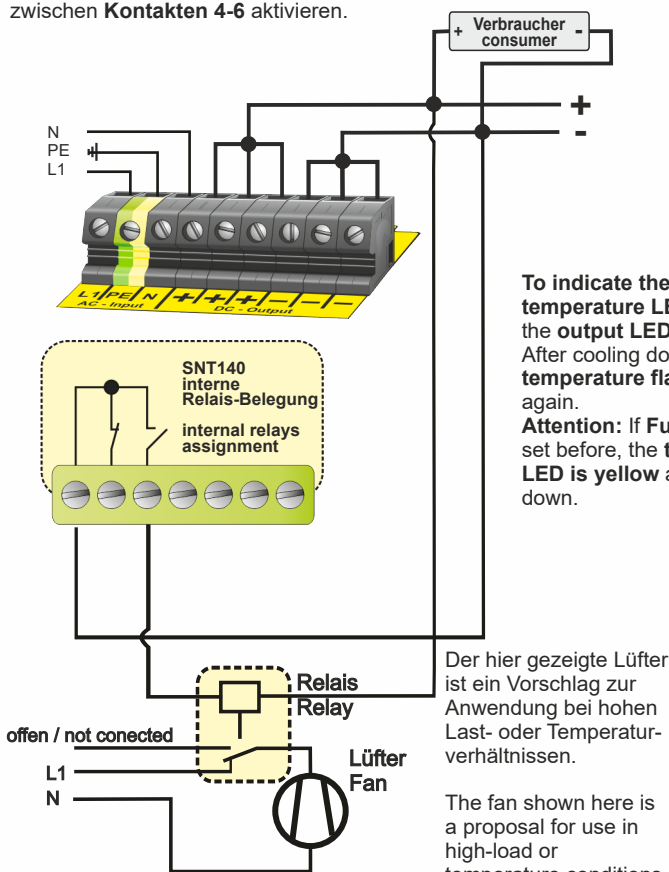 zwischen Kontakten 4-6 aktivieren.
+ Verbraucher -
consumer
+
-
N
PE
L1
L1 PE N + + + - - -
AC - Input DC - Output
SNT140
interne
Relais-Belegung
internal relays
assignment
To indicate the
temperature
the output LED
After cooling
temperature
again.
Attention: If
set before, the
LED is yellow
down.
Relais
Relay
offen / not conected
L1
N
Lüfter
Fan
Der hier gezeigte Lüfter
ist ein Vorschlag zur
Anwendung bei hohen
Last- oder Temperatur-
verhältnissen.
The fan shown here is
a proposal for use in
high-load or
temperature conditions